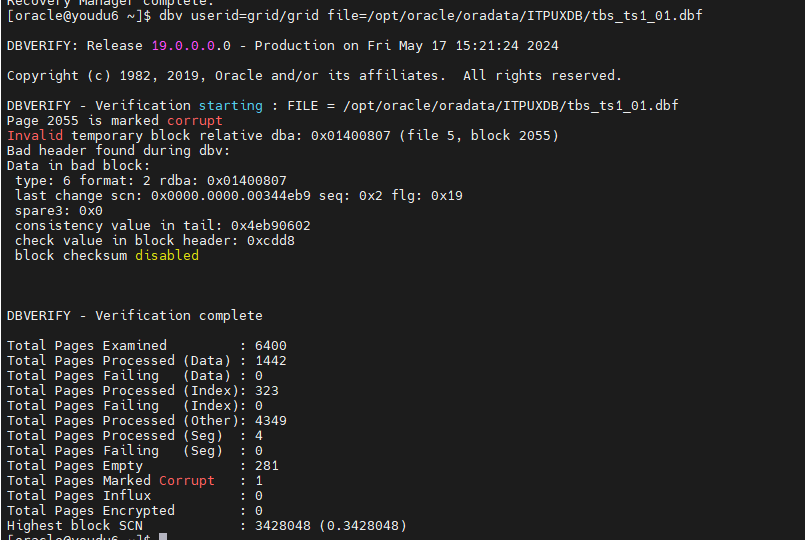 Recovery Manager complete.
[oracle@youdu6 ~]$ dbv userid=grid/grid file=/opt/oracle/oradata/ITPUXDB/tbs_ts1_01.dbf
DBVERIFY: Release 19.0.0.0.0 - Production on Fri May 17 15:21:24 2024
Copyright (c) 1982, 2019, Oracle and/or its affiliates.  All rights reserved.
DBVERIFY - Verification starting : FILE = /opt/oracle/oradata/ITPUXDB/tbs_ts1_01.dbf
Page 2055 is marked corrupt
Invalid temporary block relative dba: 0x01400807 (file 5, block 2055)
Bad header found during dbv:
Data in bad block:
 type: 6 format: 2 rdba: 0x01400807
 last change scn: 0x0000.0000.00344eb9 seq: 0x2 flg: 0x19
 spare3: 0x0
 consistency value in tail: 0x4eb90602
 check value in block header: 0xcdd8
 block checksum disabled
DBVERIFY - Verification complete
Total Pages Examined         : 6400
Total Pages Processed (Data) : 1442
Total Pages Failing   (Data) : 0
Total Pages Processed (Index): 323
Total Pages Failing   (Index): 0
Total Pages Processed (Other): 4349
Total Pages Processed (Seg)  : 4
Total Pages Failing   (Seg)  : 0
Total Pages Empty            : 281
Total Pages Marked Corrupt   : 1
Total Pages Influx           : 0
Total Pages Encrypted        : 0
Highest block SCN            : 3428048 (0.3428048)
[oracle@youdu6 ~]$